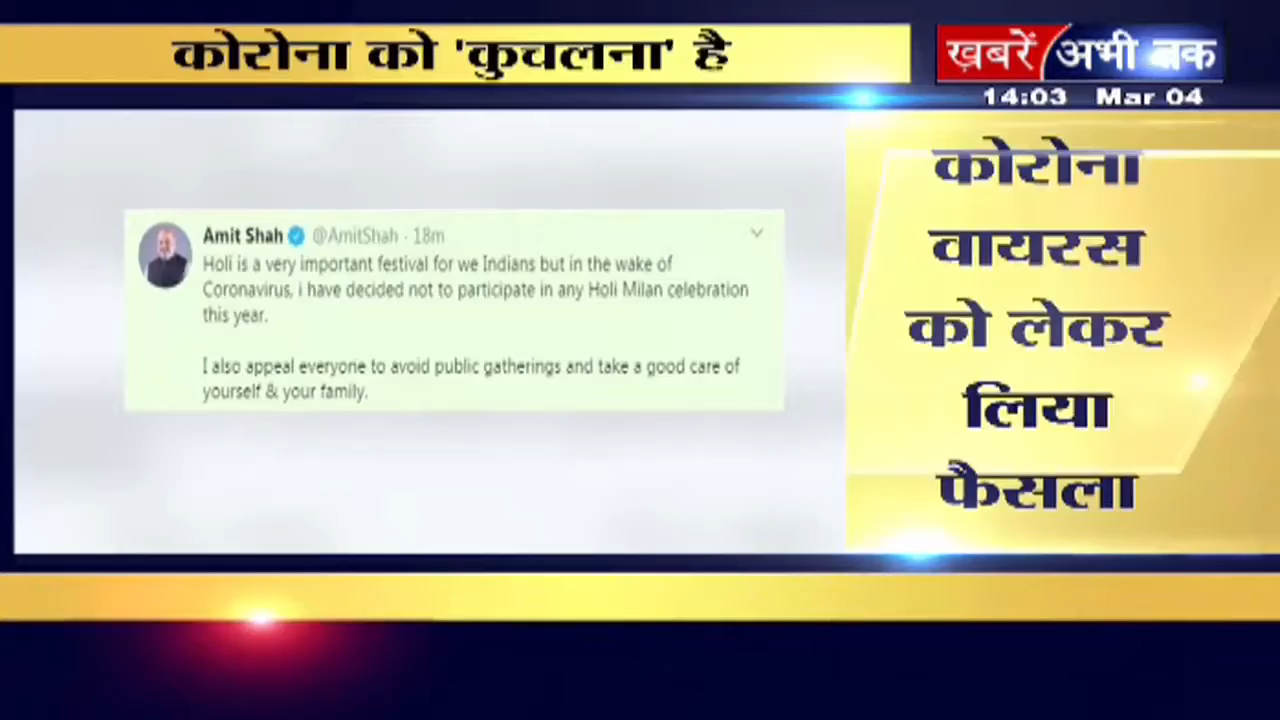 कोरोना को 'कुचलना' है
ख़बरें अभी तक
14:03 Mar 04
Amit Shah @AmitShah · 18m
Holi is a very important festival for we Indians but in the wake of
Coronavirus, i have decided not to participate in any Holi Milan celebration
this year.
I also appeal everyone to avoid public gatherings and take a good care of
yourself & your family.
कोरोना
वायरस
को लेकर
लिया
फैसला